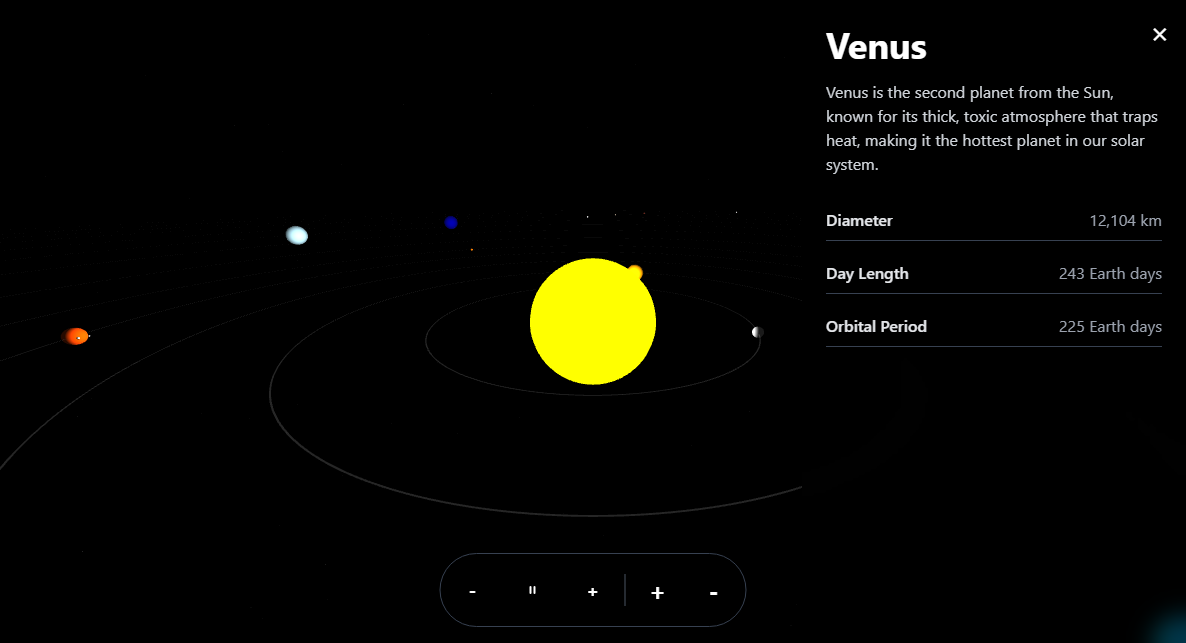 Venus
✕
Venus is the second planet from the Sun,
known for its thick, toxic atmosphere that traps
heat, making it the hottest planet in our solar
system.
Diameter 12,104 km
Day Length 243 Earth days
Orbital Period 225 Earth days
- ⏸ + + -